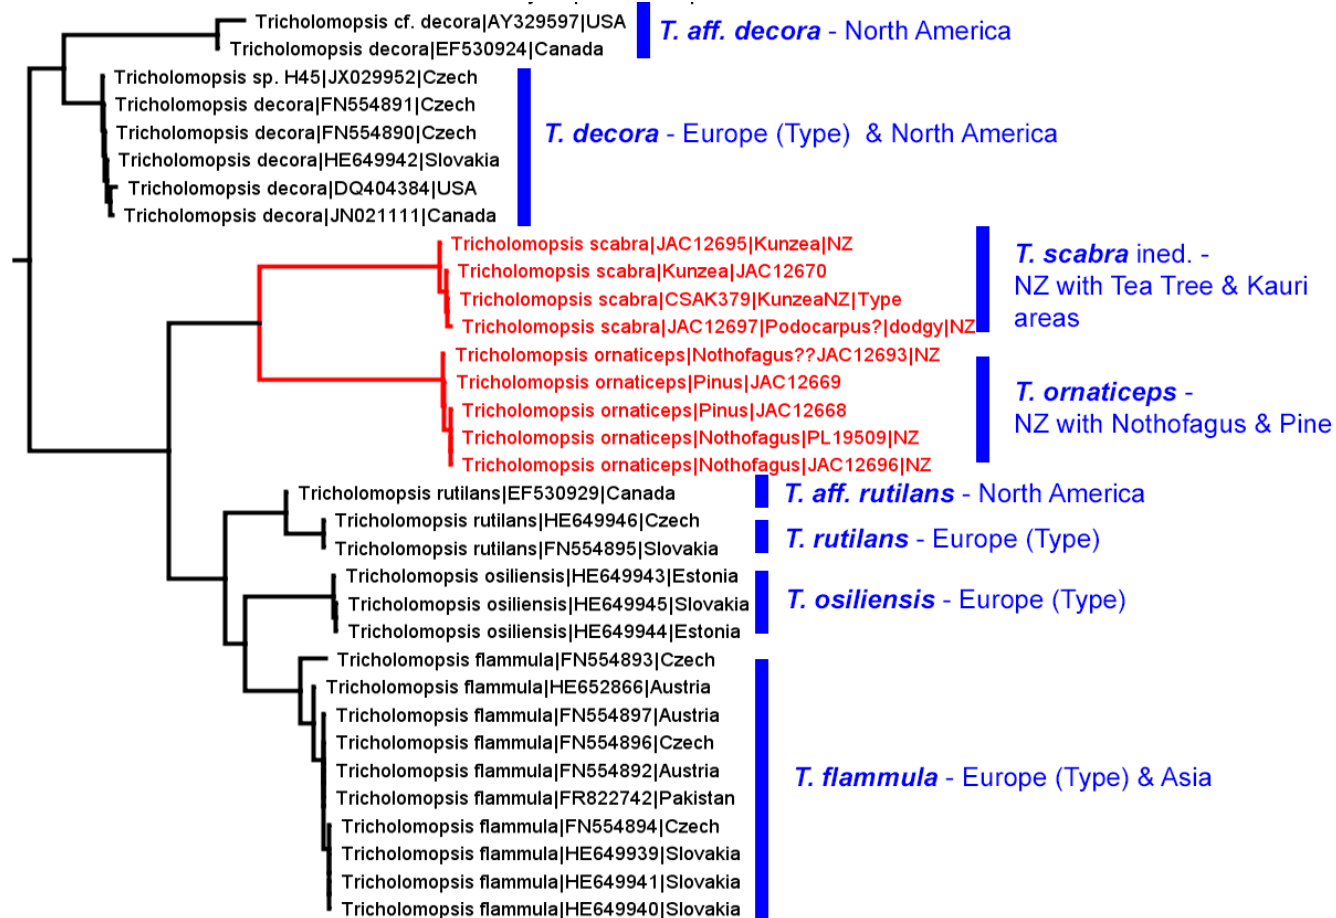 Tricholomopsis cf. decora|AY329597|USA
Tricholomopsis decora|EF530924|Canada
T. aff. decora - North America
Tricholomopsis sp. H45|JX029952|Czech
Tricholomopsis decora|FN554891|Czech
Tricholomopsis decora|FN554890|Czech
Tricholomopsis decora|HE649942|Slovakia
Tricholomopsis decora|DQ404384|USA
Tricholomopsis decora|JN021111|Canada
T. decora - Europe (Type) & North America
Tricholomopsis scabra|JAC12695|Kunzea|NZ
Tricholomopsis scabra|Kunzea|JAC12670
Tricholomopsis scabra|CSAK379|KunzeaNZ|Type
Tricholomopsis scabra|JAC12697|Podocarpus?|dodgy|NZ
T. scabra ined. -
NZ with Tea Tree & Kauri
areas
Tricholomopsis ornaticeps|Nothofagus??JAC12693|NZ
Tricholomopsis ornaticeps|Pinus|JAC12669
Tricholomopsis ornaticeps|Pinus|JAC12668
Tricholomopsis ornaticeps|Nothofagus|PL19509|NZ
Tricholomopsis ornaticeps|Nothofagus|JAC12696|NZ
T. ornaticeps -
NZ with Nothofagus & Pine
Tricholomopsis rutilans|EF530929|Canada
T. aff. rutilans - North America
Tricholomopsis rutilans|HE649946|Czech
Tricholomopsis rutilans|FN554895|Slovakia
T. rutilans - Europe (Type)
Tricholomopsis osiliensis|HE649943|Estonia
Tricholomopsis osiliensis|HE649945|Slovakia
Tricholomopsis osiliensis|HE649944|Estonia
T. osiliensis - Europe (Type)
Tricholomopsis flammula|FN554893|Czech
Tricholomopsis flammula|HE652866|Austria
Tricholomopsis flammula|FN554897|Austria
Tricholomopsis flammula|FN554896|Czech
Tricholomopsis flammula|FN554892|Austria
Tricholomopsis flammula|FR822742|Pakistan
Tricholomopsis flammula|FN554894|Czech
Tricholomopsis flammula|HE649939|Slovakia
Tricholomopsis flammula|HE649941|Slovakia
Tricholomopsis flammula|HE649940|Slovakia
T. flammula - Europe (Type) & Asia